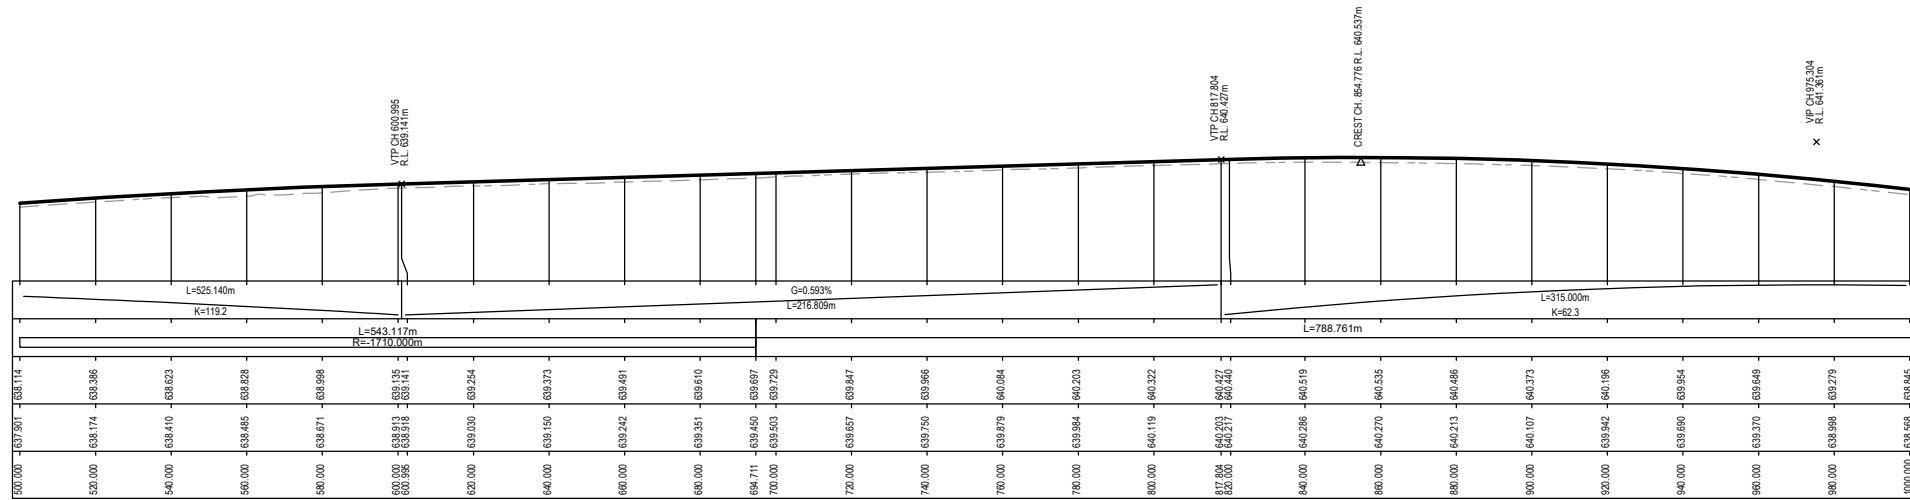 VTP CH 600.995
R.L. 639.141m
VTP CH 817.804
R.L. 640.427m
CREST CH. 854.776 R.L. 640.537m
VIP CH 975.304
R.L. 641.361m
L=525.140m
K=119.2
G=0.593%
L=216.809m
L=315.000m
K=62.3
L=543.117m
R=-1710.000m
L=788.761m
638.114 638.386 638.623 638.828 638.998 639.135 639.141 639.254 639.373 639.491 639.610 639.697 639.729 639.847 639.966 640.084 640.203 640.322 640.427 640.440 640.519 640.535 640.486 640.373 640.196 639.954 639.649 639.279 638.845
637.901 638.174 638.410 638.485 638.671 638.913 638.918 639.030 639.150 639.242 639.351 639.450 639.503 639.657 639.750 639.879 639.984 640.119 640.203 640.217 640.286 640.270 640.213 640.107 639.942 639.690 639.370 638.998 638.568
500.000 520.000 540.000 560.000 580.000 600.000 600.995 620.000 640.000 660.000 680.000 694.711 700.000 720.000 740.000 760.000 780.000 800.000 817.804 820.000 840.000 860.000 880.000 900.000 920.000 940.000 960.000 980.000 1000.000